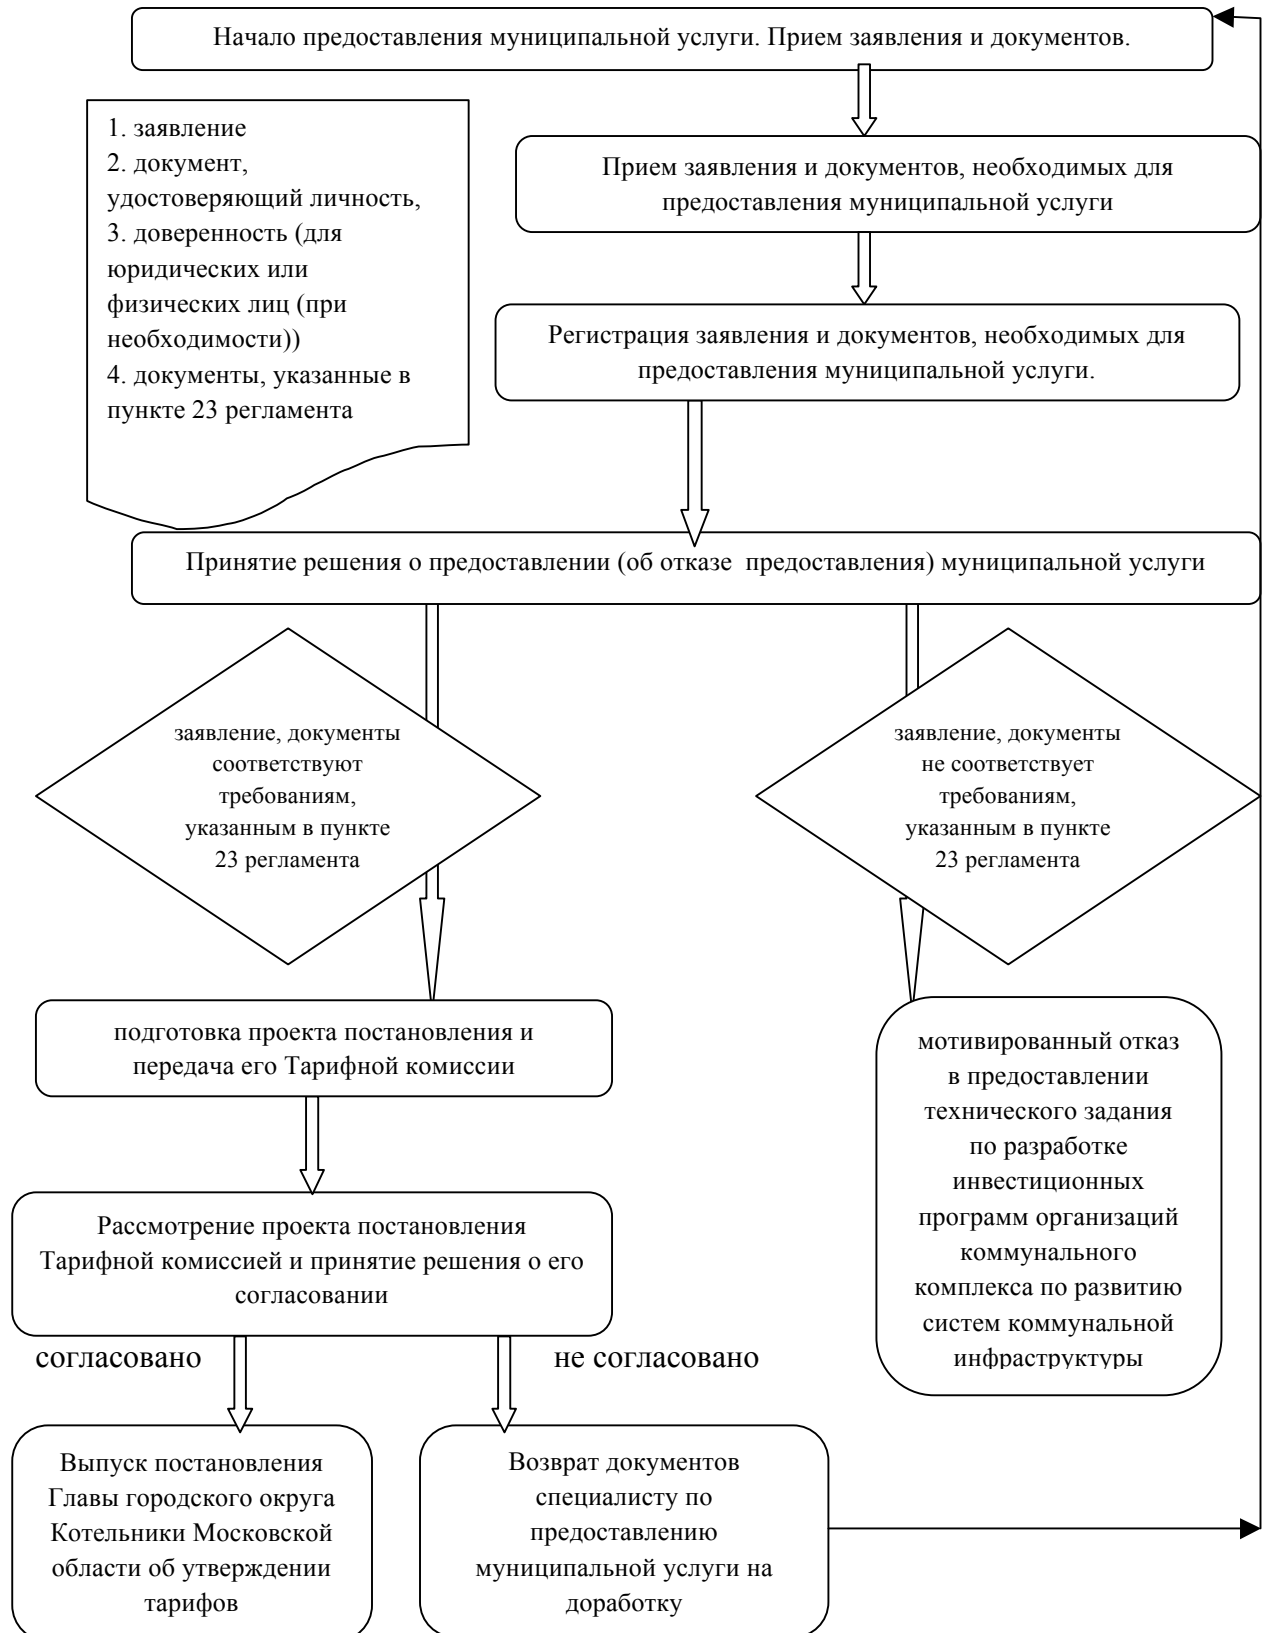 Начало предоставления муниципальной услуги. Прием заявления и документов.
1. заявление
2. документ,
удостоверяющий личность,
3. доверенность (для
юридических или
физических лиц (при
необходимости))
4. документы, указанные в
пункте 23 регламента
Прием заявления и документов, необходимых для
предоставления муниципальной услуги
Регистрация заявления и документов, необходимых для
предоставления муниципальной услуги.
Принятие решения о предоставлении (об отказе  предоставления) муниципальной услуги
заявление, документы
соответствуют
требованиям,
указанным в пункте
23 регламента
заявление, документы
не соответствует
требованиям,
указанным в пункте
23 регламента
подготовка проекта постановления и
передача его Тарифной комиссии
мотивированный отказ
в предоставлении
технического задания
по разработке
инвестиционных
программ организаций
коммунального
комплекса по развитию
систем коммунальной
инфраструктуры
Рассмотрение проекта постановления
Тарифной комиссией и принятие решения о его
согласовании
согласовано
не согласовано
Выпуск постановления
Главы городского округа
Котельники Московской
области об утверждении
тарифов
Возврат документов
специалисту по
предоставлению
муниципальной услуги на
доработку